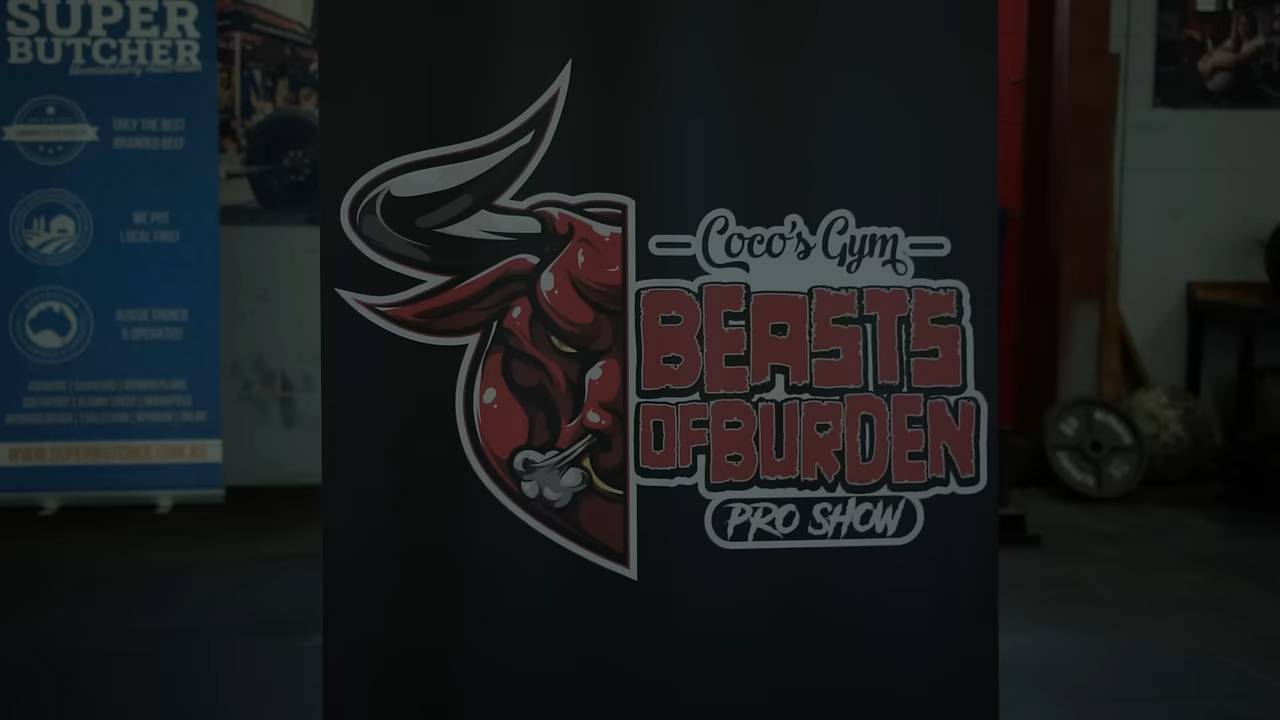 SUPER
BUTCHER
ONLY THE BEST
BRANDED BEEF
WE PUT
LOCAL FIRST
AUSSIE OWNED
& OPERATED
WWW.SUPERBUTCHER.COM.AU
Coco's Gym
BEASTS
OF BURDEN
PRO SHOW